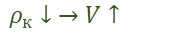 ρ_к ↓ → V ↑